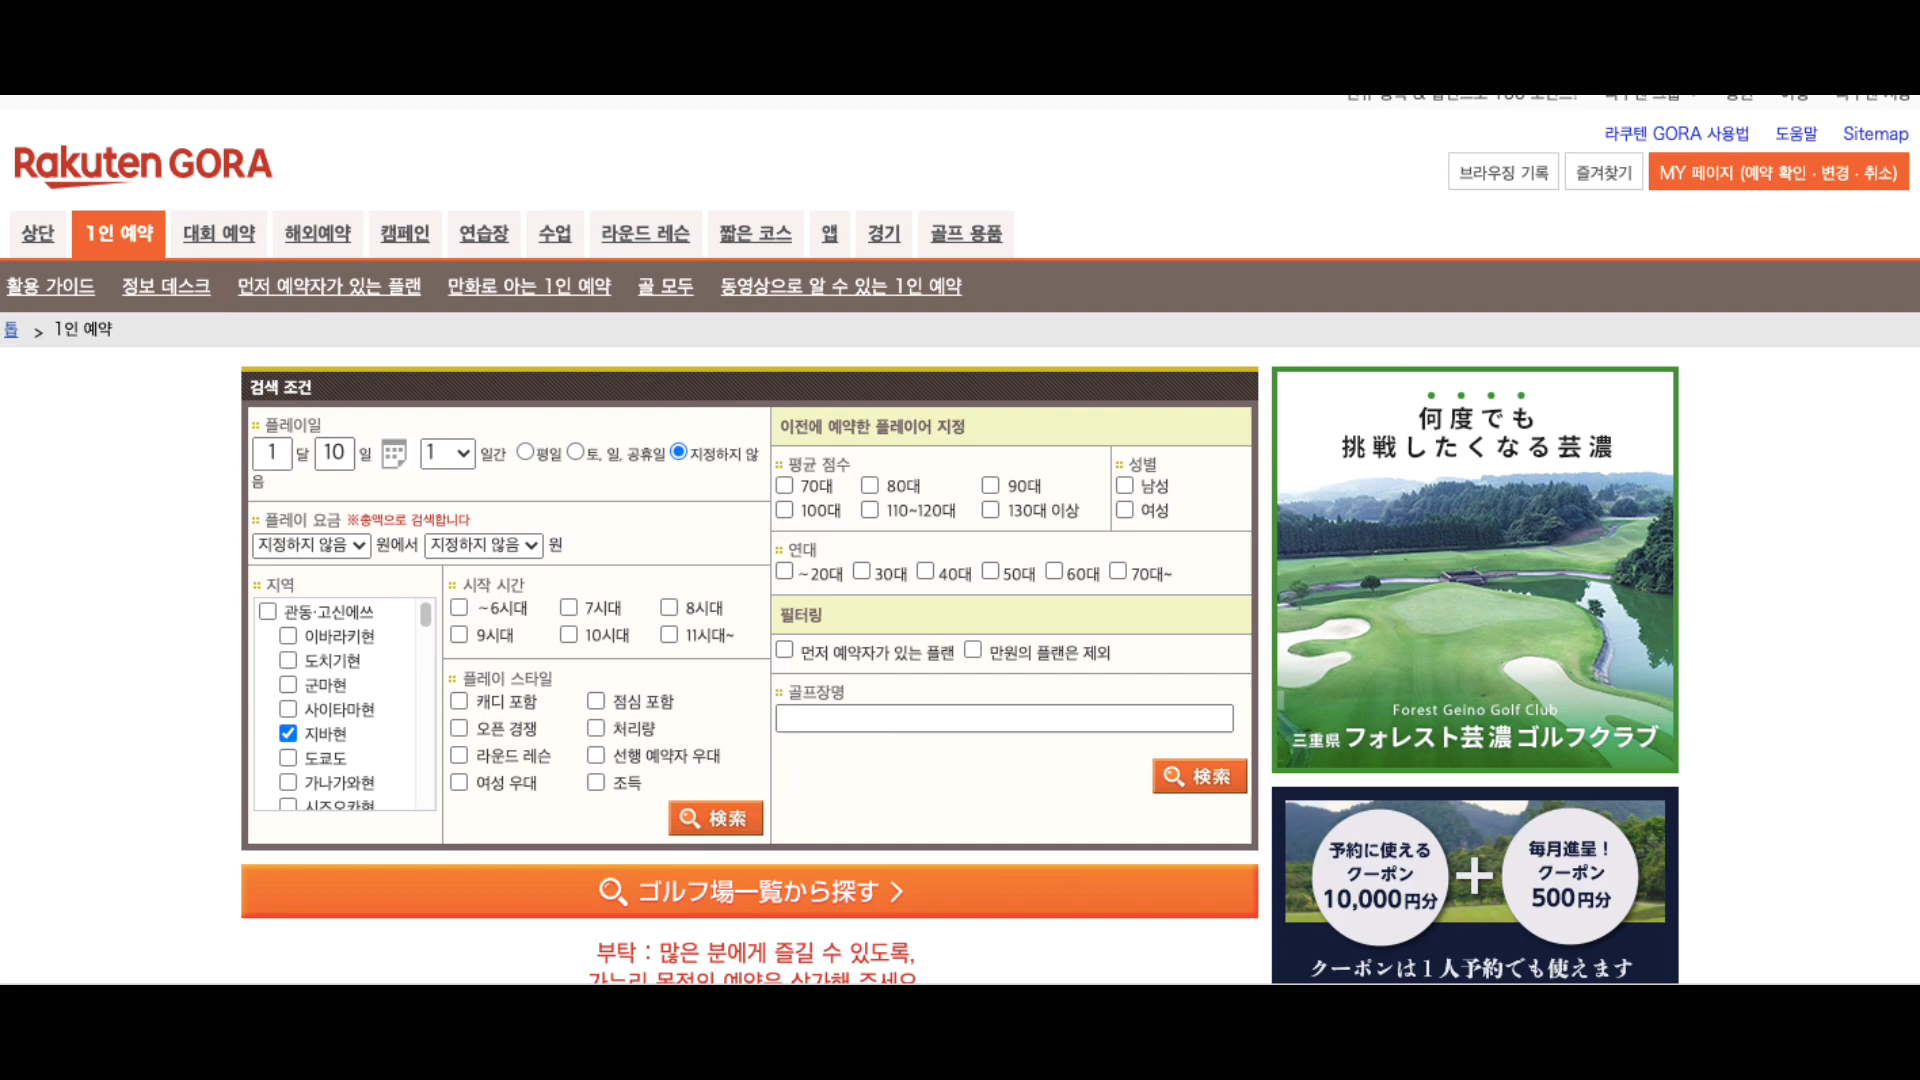 라쿠텐 GORA 사용법 도움말 Sitemap
Rakuten GORA
브라우징 기록 즐겨찾기 MY 페이지 (예약 확인 · 변경 · 취소)
상단 1인 예약 대회 예약 해외예약 캠페인 연습장 수업 라운드 레슨 짧은 코스 앱 경기 골프 용품
활용 가이드 정보 데스크 먼저 예약자가 있는 플랜 만화로 아는 1인 예약 골 모두 동영상으로 알 수 있는 1인 예약
톱 > 1인 예약
검색 조건
플레이일
1 달 10 일 1 일간 평일 토, 일, 공휴일 지정하지 않
음
플레이 요금 ※총액으로 검색합니다
지정하지 않음 원에서 지정하지 않음 원
지역
관동·고신에쓰
이바라키현
도치기현
군마현
사이타마현
지바현
도쿄도
가나가와현
시즈오카현
시작 시간
~6시대 7시대 8시대
9시대 10시대 11시대~
플레이 스타일
캐디 포함 점심 포함
오픈 경쟁 처리량
라운드 레슨 선행 예약자 우대
여성 우대 조득
検索
이전에 예약한 플레이어 지정
평균 점수
70대 80대 90대
100대 110~120대 130대 이상
성별
남성
여성
연대
~20대 30대 40대 50대 60대 70대~
필터링
먼저 예약자가 있는 플랜 만원의 플랜은 제외
골프장명
検索
ゴルフ場一覧から探す >
부탁 : 많은 분에게 즐길 수 있도록,
何度でも
挑戦したくなる芸濃
Forest Geino Golf Club
三重県 フォレスト芸濃ゴルフクラブ
予約に使える
クーポン
10,000円分
+
毎月進呈！
クーポン
500円分
クーポンは1人予約でも使えます